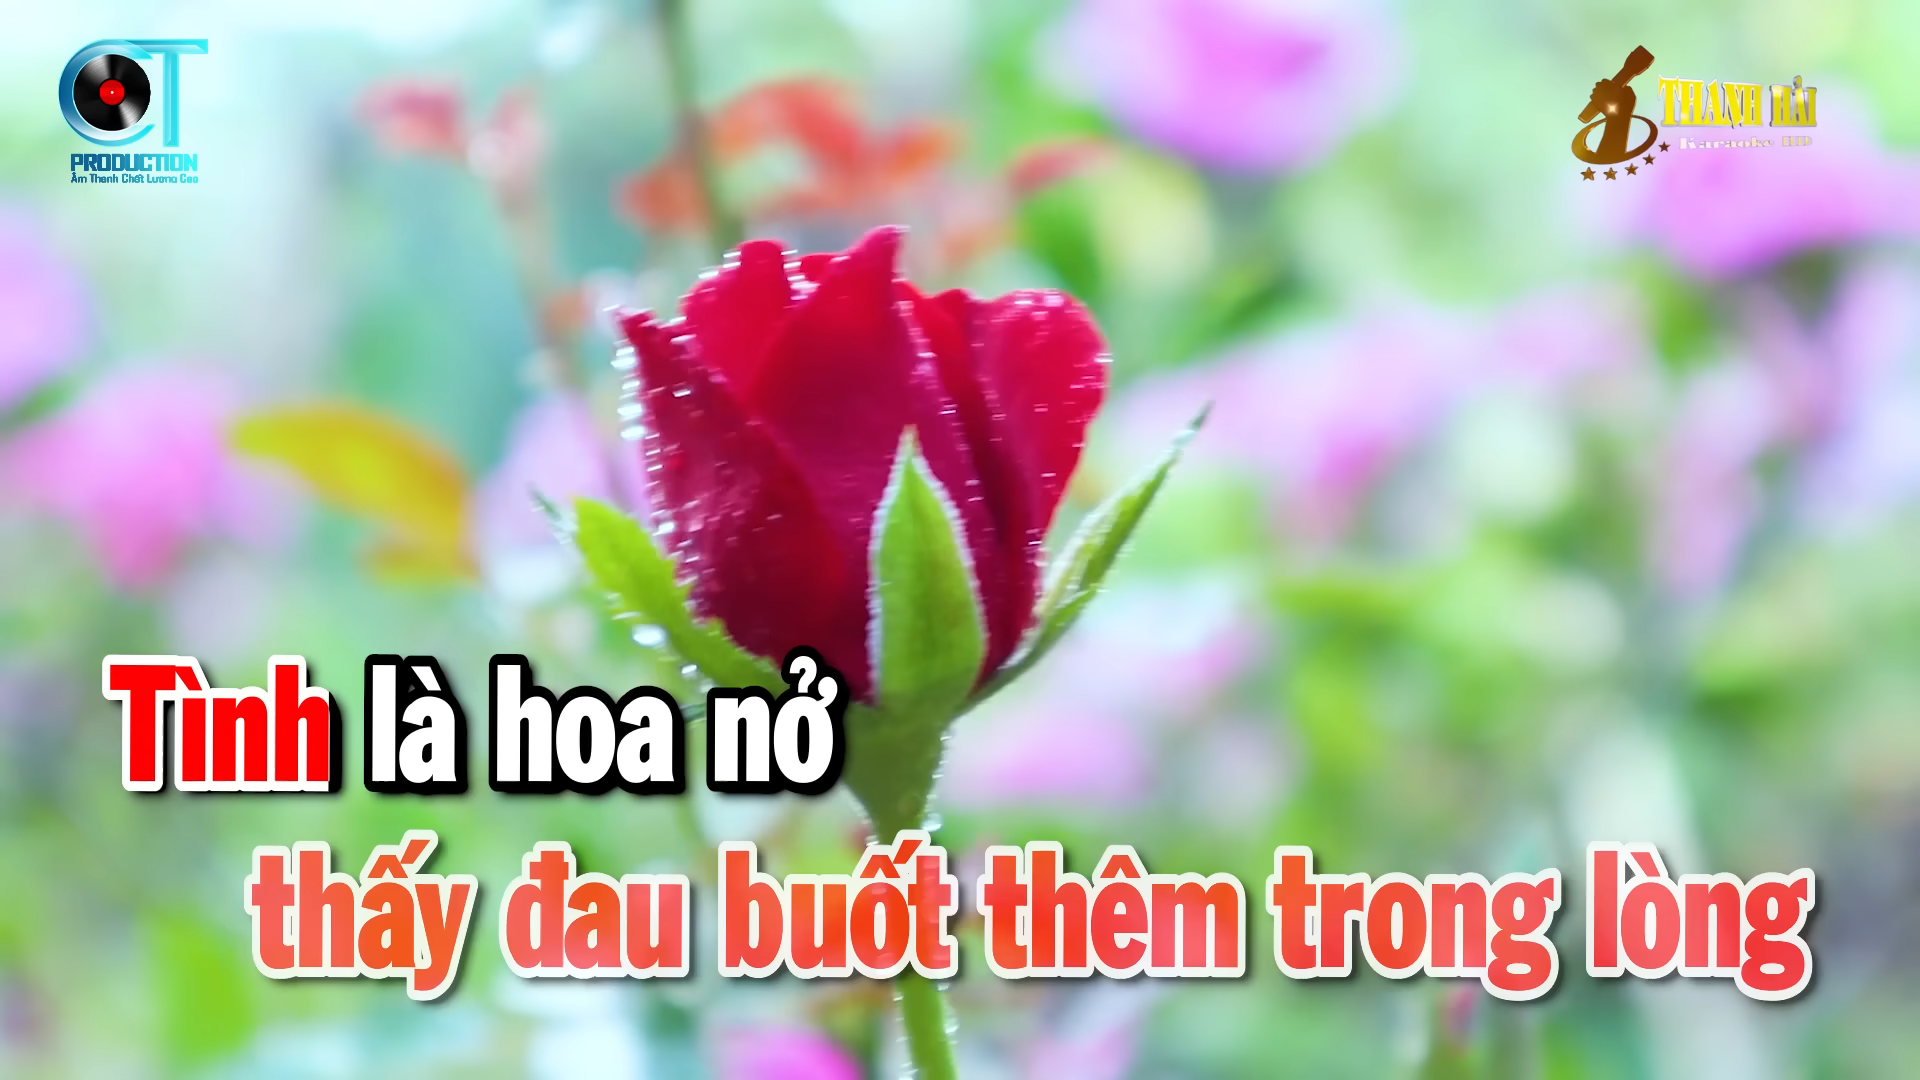 CT
PRODUCTION
Âm Thanh Chất Lượng Cao
THANH HẢI
Karaoke HD
Tình là hoa nở
thấy đau buốt thêm trong lòng